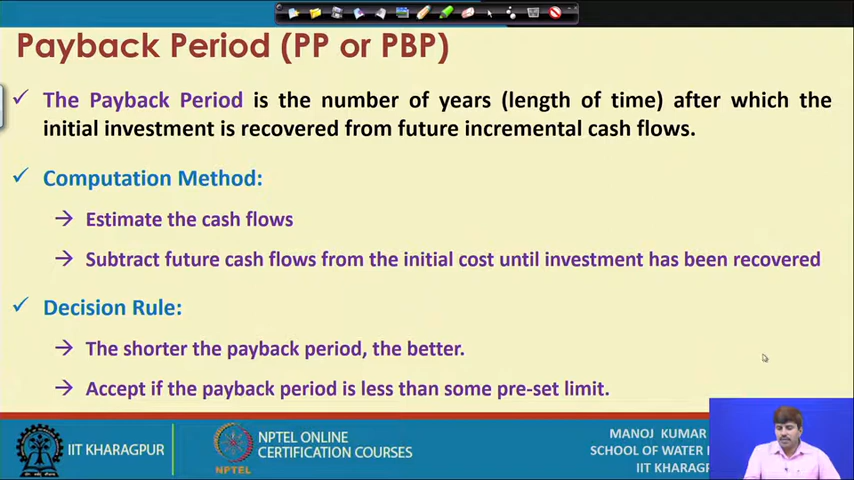 Payback Period (PP or PBP)
✓ The Payback Period is the number of years (length of time) after which the
initial investment is recovered from future incremental cash flows.
✓ Computation Method:
→ Estimate the cash flows
→ Subtract future cash flows from the initial cost until investment has been recovered
✓ Decision Rule:
→ The shorter the payback period, the better.
→ Accept if the payback period is less than some pre-set limit.
IIT KHARAGPUR
NPTEL
NPTEL ONLINE
CERTIFICATION COURSES
MANOJ KUMAR
SCHOOL OF WATER
IIT KHARAGP